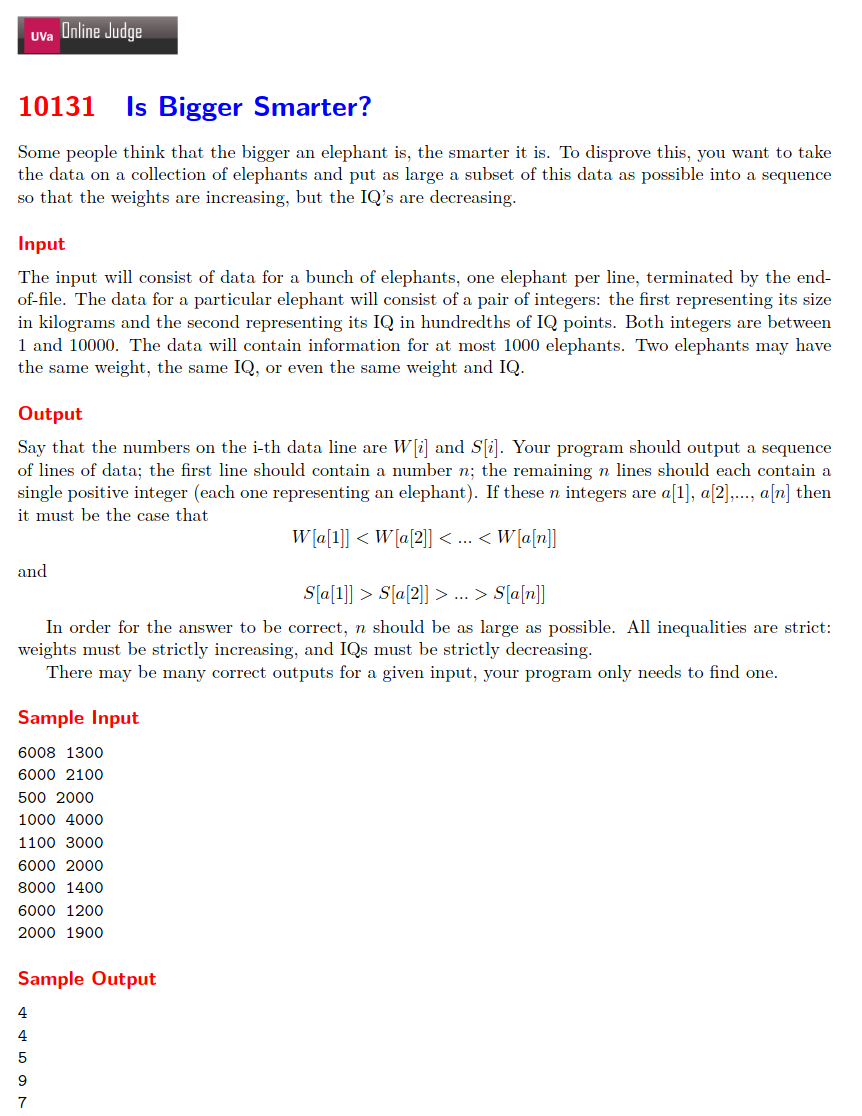 UVa Online Judge
10131 Is Bigger Smarter?
Some people think that the bigger an elephant is, the smarter it is. To disprove this, you want to take
the data on a collection of elephants and put as large a subset of this data as possible into a sequence
so that the weights are increasing, but the IQ's are decreasing.
Input
The input will consist of data for a bunch of elephants, one elephant per line, terminated by the end-
of-file. The data for a particular elephant will consist of a pair of integers: the first representing its size
in kilograms and the second representing its IQ in hundredths of IQ points. Both integers are between
1 and 10000. The data will contain information for at most 1000 elephants. Two elephants may have
the same weight, the same IQ, or even the same weight and IQ.
Output
Say that the numbers on the i-th data line are W[i] and S[i]. Your program should output a sequence
of lines of data; the first line should contain a number n; the remaining n lines should each contain a
single positive integer (each one representing an elephant). If these n integers are a[1], a[2],..., a[n] then
it must be the case that
W[a[1]] < W[a[2]] < ... < W[a[n]]
and
S[a[1]] > S[a[2]] > ... > S[a[n]]
In order for the answer to be correct, n should be as large as possible. All inequalities are strict:
weights must be strictly increasing, and IQs must be strictly decreasing.
There may be many correct outputs for a given input, your program only needs to find one.
Sample Input
6008 1300
6000 2100
500 2000
1000 4000
1100 3000
6000 2000
8000 1400
6000 1200
2000 1900
Sample Output
4
4
5
9
7